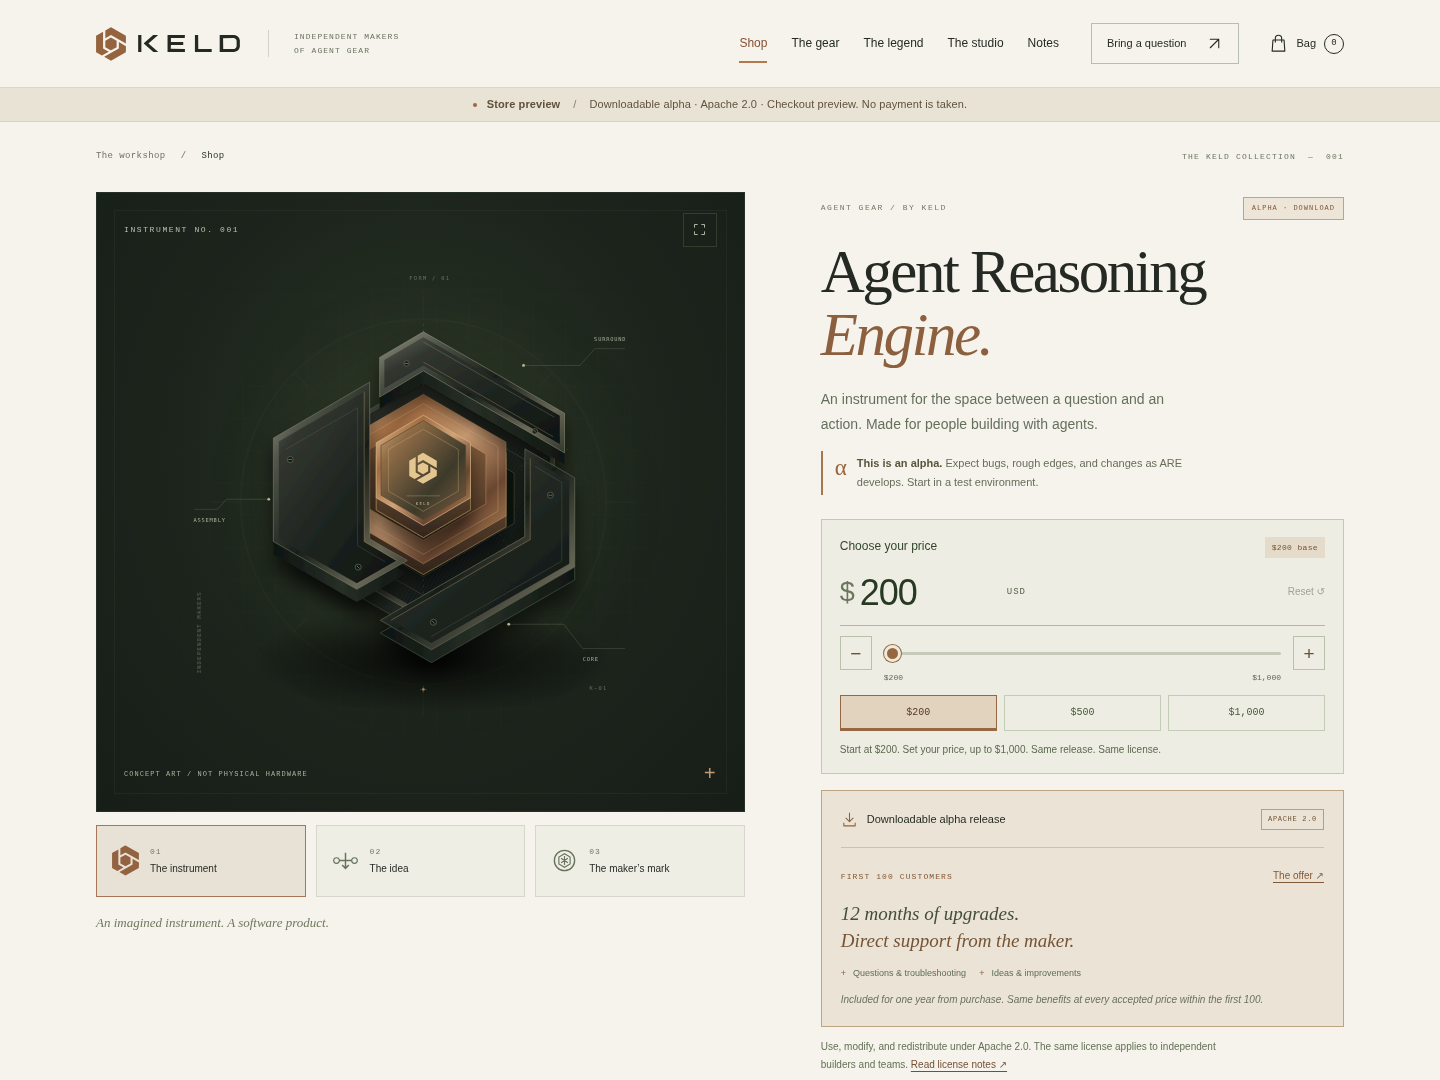 KELD
INDEPENDENT MAKERS
OF AGENT GEAR
Shop
The gear
The legend
The studio
Notes
Bring a question
Bag 0
Store preview / Downloadable alpha · Apache 2.0 · Checkout preview. No payment is taken.
The workshop / Shop
THE KELD COLLECTION — 001
INSTRUMENT NO. 001
FORM / 01
SURROUND
KELD
ASSEMBLY
INDEPENDENT MAKERS
CORE
K—01
CONCEPT ART / NOT PHYSICAL HARDWARE
+
01
The instrument
02
The idea
03
The maker’s mark
An imagined instrument. A software product.
AGENT GEAR / BY KELD
ALPHA · DOWNLOAD
Agent Reasoning
Engine.
An instrument for the space between a question and an
action. Made for people building with agents.
α
This is an alpha. Expect bugs, rough edges, and changes as ARE
develops. Start in a test environment.
Choose your price
$200 base
$ 200
USD
Reset ↺
−
+
$200
$1,000
$200
$500
$1,000
Start at $200. Set your price, up to $1,000. Same release. Same license.
Downloadable alpha release
APACHE 2.0
FIRST 100 CUSTOMERS
The offer ↗
12 months of upgrades.
Direct support from the maker.
+ Questions & troubleshooting + Ideas & improvements
Included for one year from purchase. Same benefits at every accepted price within the first 100.
Use, modify, and redistribute under Apache 2.0. The same license applies to independent
builders and teams. Read license notes ↗